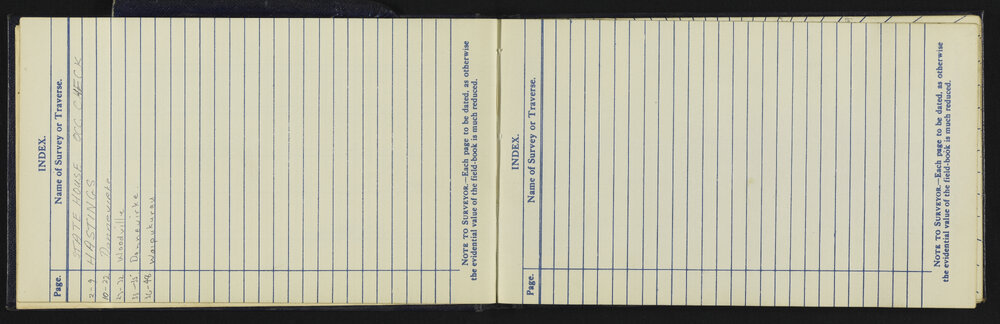 INDEX.
Page. Name of Survey or Traverse.
STATE HOUSE OCC. CHECK
2-9 HASTINGS
10-22 Dannevirke
Woodville
Dannevirke
-48 Waipukurau
NOTE TO SURVEYOR.—Each page to be dated, as otherwise
the evidential value of the field-book is much reduced.
INDEX.
Page. Name of Survey or Traverse.
NOTE TO SURVEYOR.—Each page to be dated, as otherwise
the evidential value of the field-book is much reduced.